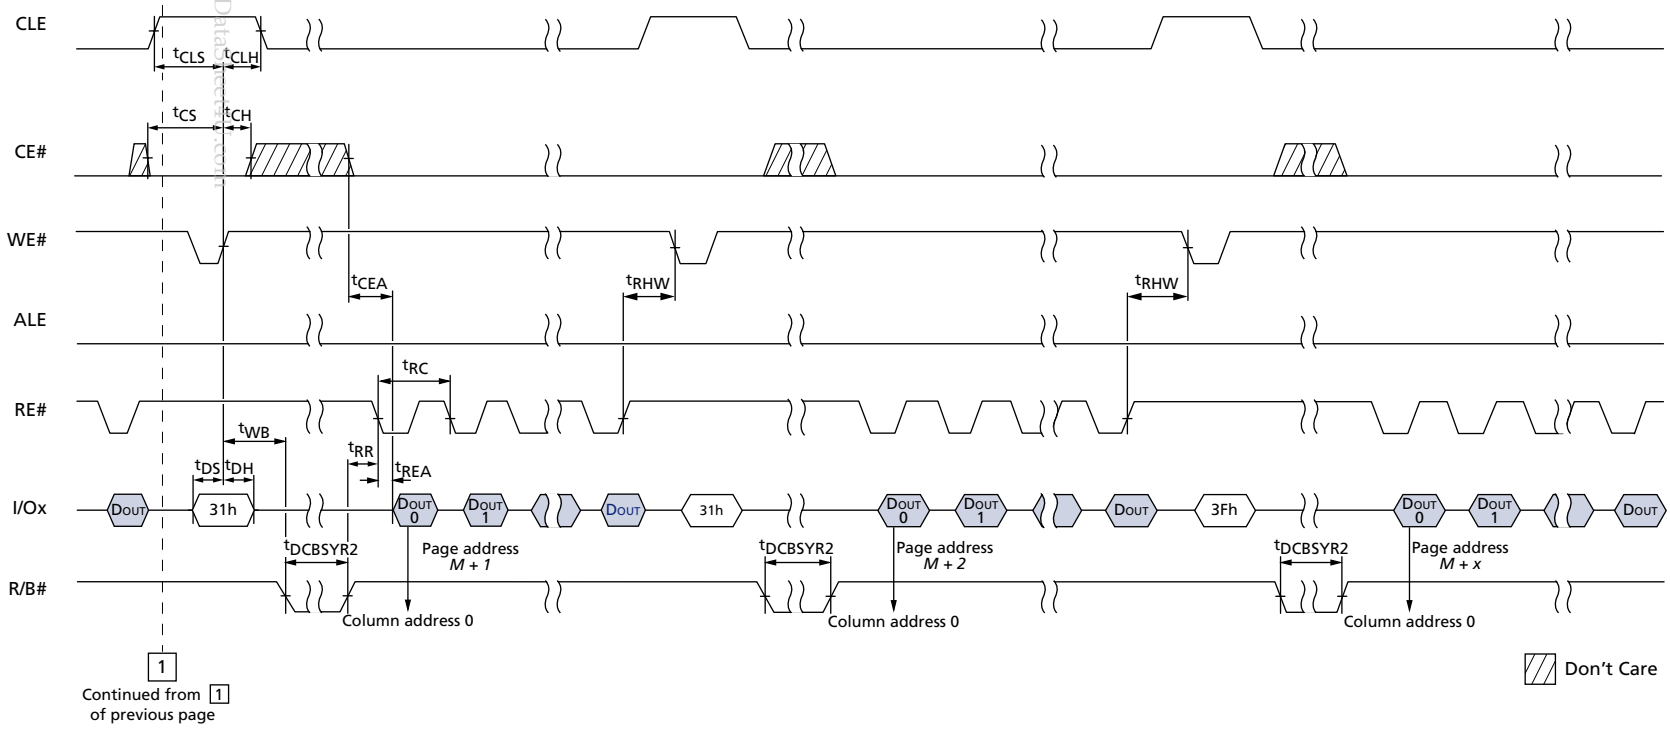 CLE
tCLS tCLH
DataSheet4U.com
tCS tCH
CE#
WE#
tCEA tRHW tRHW
ALE
tRC
RE#
tWB
tRR
tDS tDH tREA
I/Ox DOUT 31h DOUT 0 DOUT 1 DOUT 31h DOUT 0 DOUT 1 DOUT 3Fh DOUT 0 DOUT 1 DOUT
tDCBSYR2 Page address tDCBSYR2 Page address tDCBSYR2 Page address
M + 1 M + 2 M + x
R/B#
Column address 0 Column address 0 Column address 0
1
Don't Care
Continued from 1
of previous page